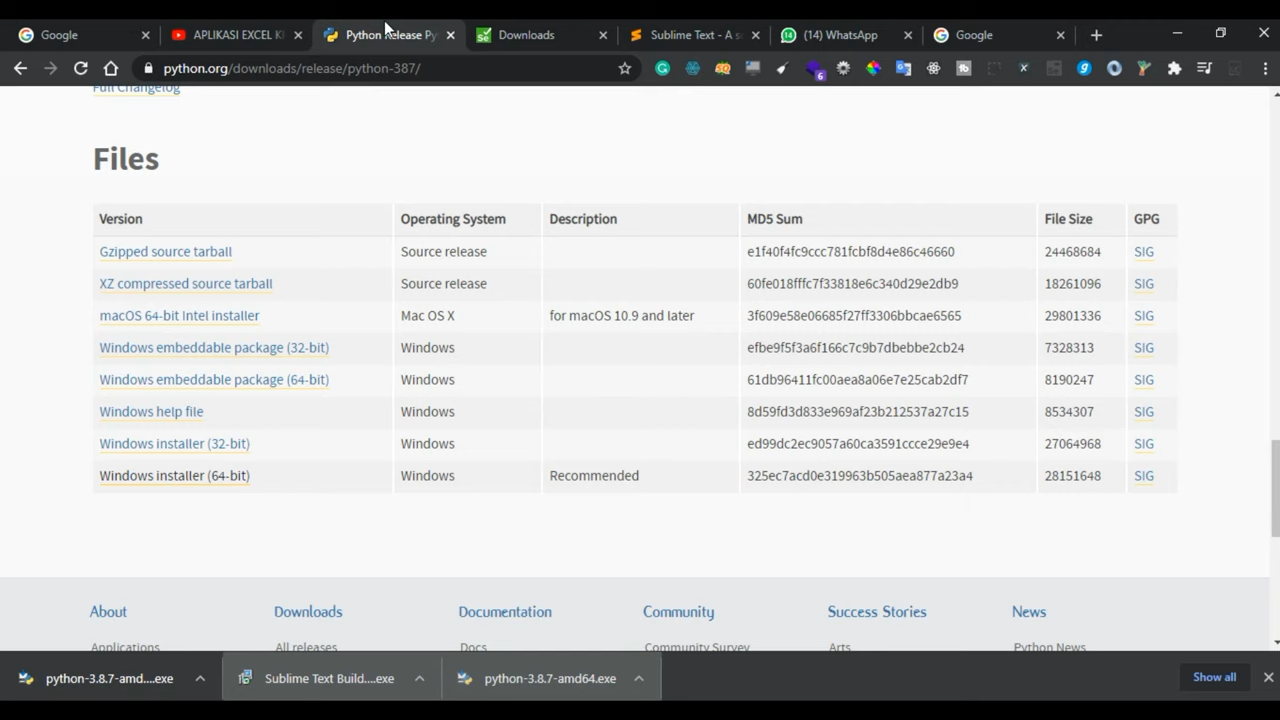 Google
APLIKASI EXCEL
Python Release Py
Downloads
Sublime Text - A s
(14) WhatsApp
Google
python.org/downloads/release/python-387/
6
Full Changelog
Files
Version Operating System Description MD5 Sum File Size GPG
Gzipped source tarball Source release e1f40f4fc9ccc781fcbf8d4e86c46660 24468684 SIG
XZ compressed source tarball Source release 60fe018fffc7f33818e6c340d29e2db9 18261096 SIG
macOS 64-bit Intel installer Mac OS X for macOS 10.9 and later 3f609e58e06685f27ff3306bbcae6565 29801336 SIG
Windows embeddable package (32-bit) Windows efbe9f5f3a6f166c7c9b7dbebbe2cb24 7328313 SIG
Windows embeddable package (64-bit) Windows 61db96411fc00aea8a06e7e25cab2df7 8190247 SIG
Windows help file Windows 8d59fd3d833e969af23b212537a27c15 8534307 SIG
Windows installer (32-bit) Windows ed99dc2ec9057a60ca3591ccce29e9e4 27064968 SIG
Windows installer (64-bit) Windows Recommended 325ec7acd0e319963b505aea877a23a4 28151648 SIG
About Downloads Documentation Community Success Stories News
Applications All releases Docs Community Survey Arts Python News
python-3.8.7-amd....exe
Sublime Text Build....exe
python-3.8.7-amd64.exe
Show all